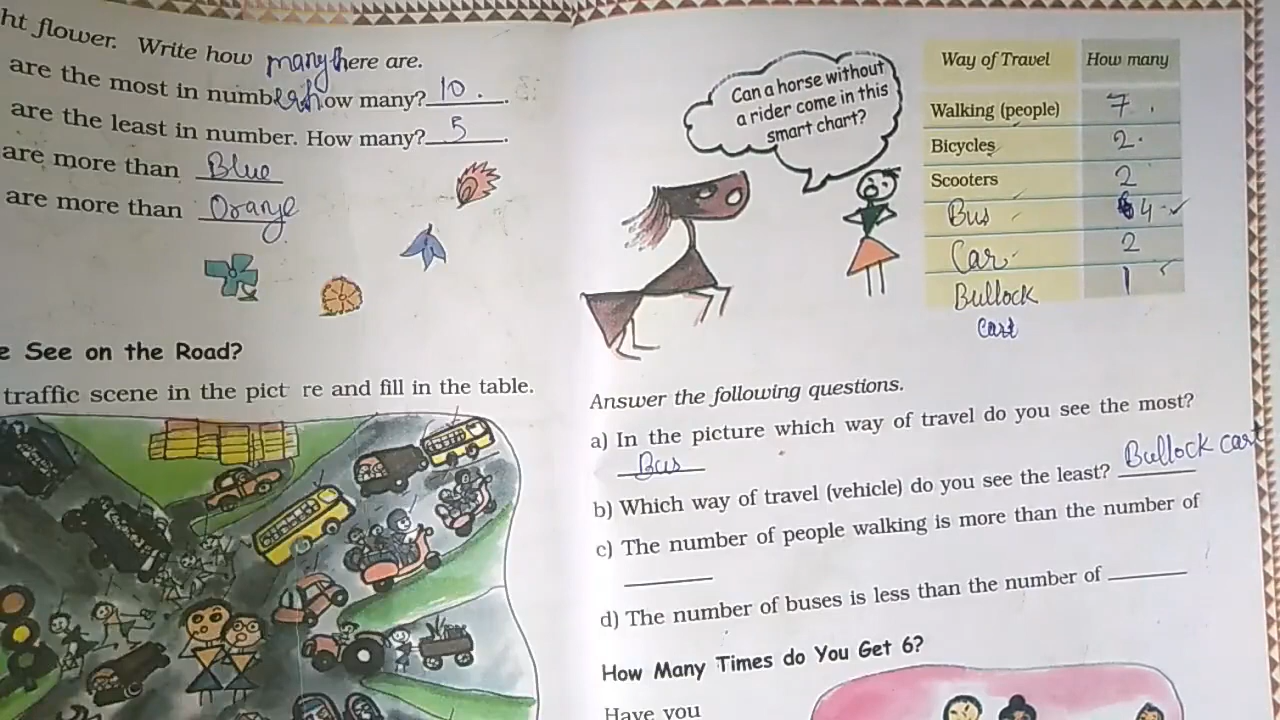 ht flower. Write how many there are.
are the most in number how many? 10.
are the least in number. How many? 5.
are more than Blue
are more than Orange
e See on the Road?
traffic scene in the pict re and fill in the table.
Can a horse without
a rider come in this
smart chart?
Way of Travel How many
Walking (people) 7.
Bicycles 2.
Scooters 2
Bus 4
Car 2
Bullock 1
cart
Answer the following questions.
a) In the picture which way of travel do you see the most?
Bus
b) Which way of travel (vehicle) do you see the least? Bullock cart
c) The number of people walking is more than the number of
d) The number of buses is less than the number of
How Many Times do You Get 6?
Have you